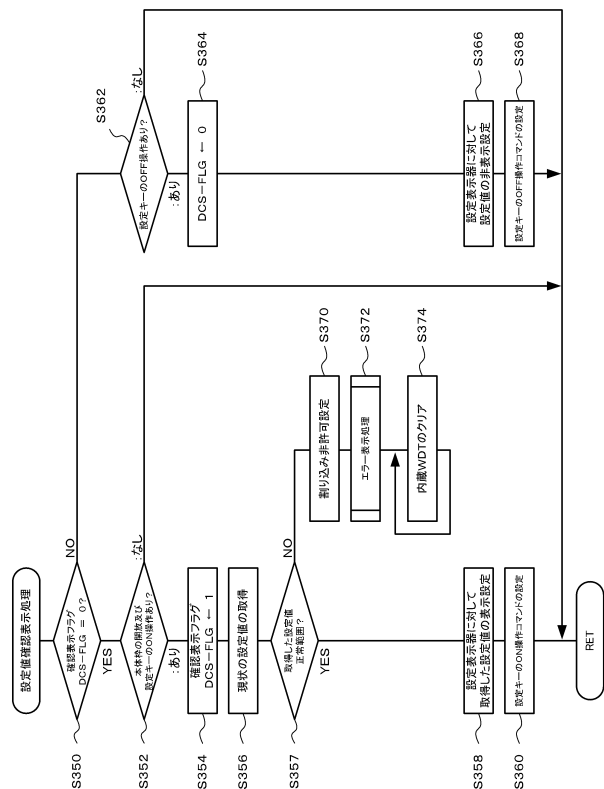 設定値確認表示処理
S350
確認表示フラグ
DCS-FLG = 0?
NO
YES
S352
本体枠の開放及び
設定キーのON操作あり?
:なし
:あり
S354
確認表示フラグ
DCS-FLG ← 1
S356
現状の設定値の取得
S357
取得した設定値
正常範囲?
NO
YES
S358
設定表示器に対して
取得した設定値の表示設定
S360
設定キーのON操作コマンドの設定
RET
S370
割り込み非許可設定
S372
エラー表示処理
S374
内蔵WDTのクリア
S362
設定キーのOFF操作あり?
:なし
:あり
S364
DCS-FLG ← 0
S366
設定表示器に対して
設定値の非表示設定
S368
設定キーのOFF操作コマンドの設定